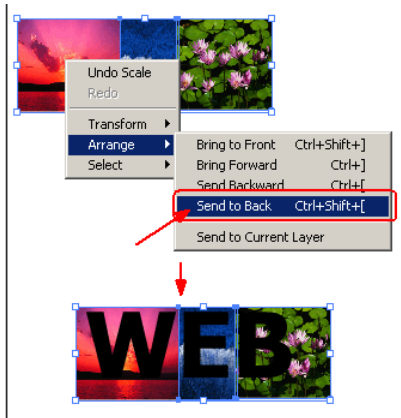 Undo Scale
Redo
Transform
Arrange
Select
Bring to Front Ctrl+Shift+]
Bring Forward Ctrl+]
Send Backward Ctrl+[
Send to Back Ctrl+Shift+[
Send to Current Layer
WEB